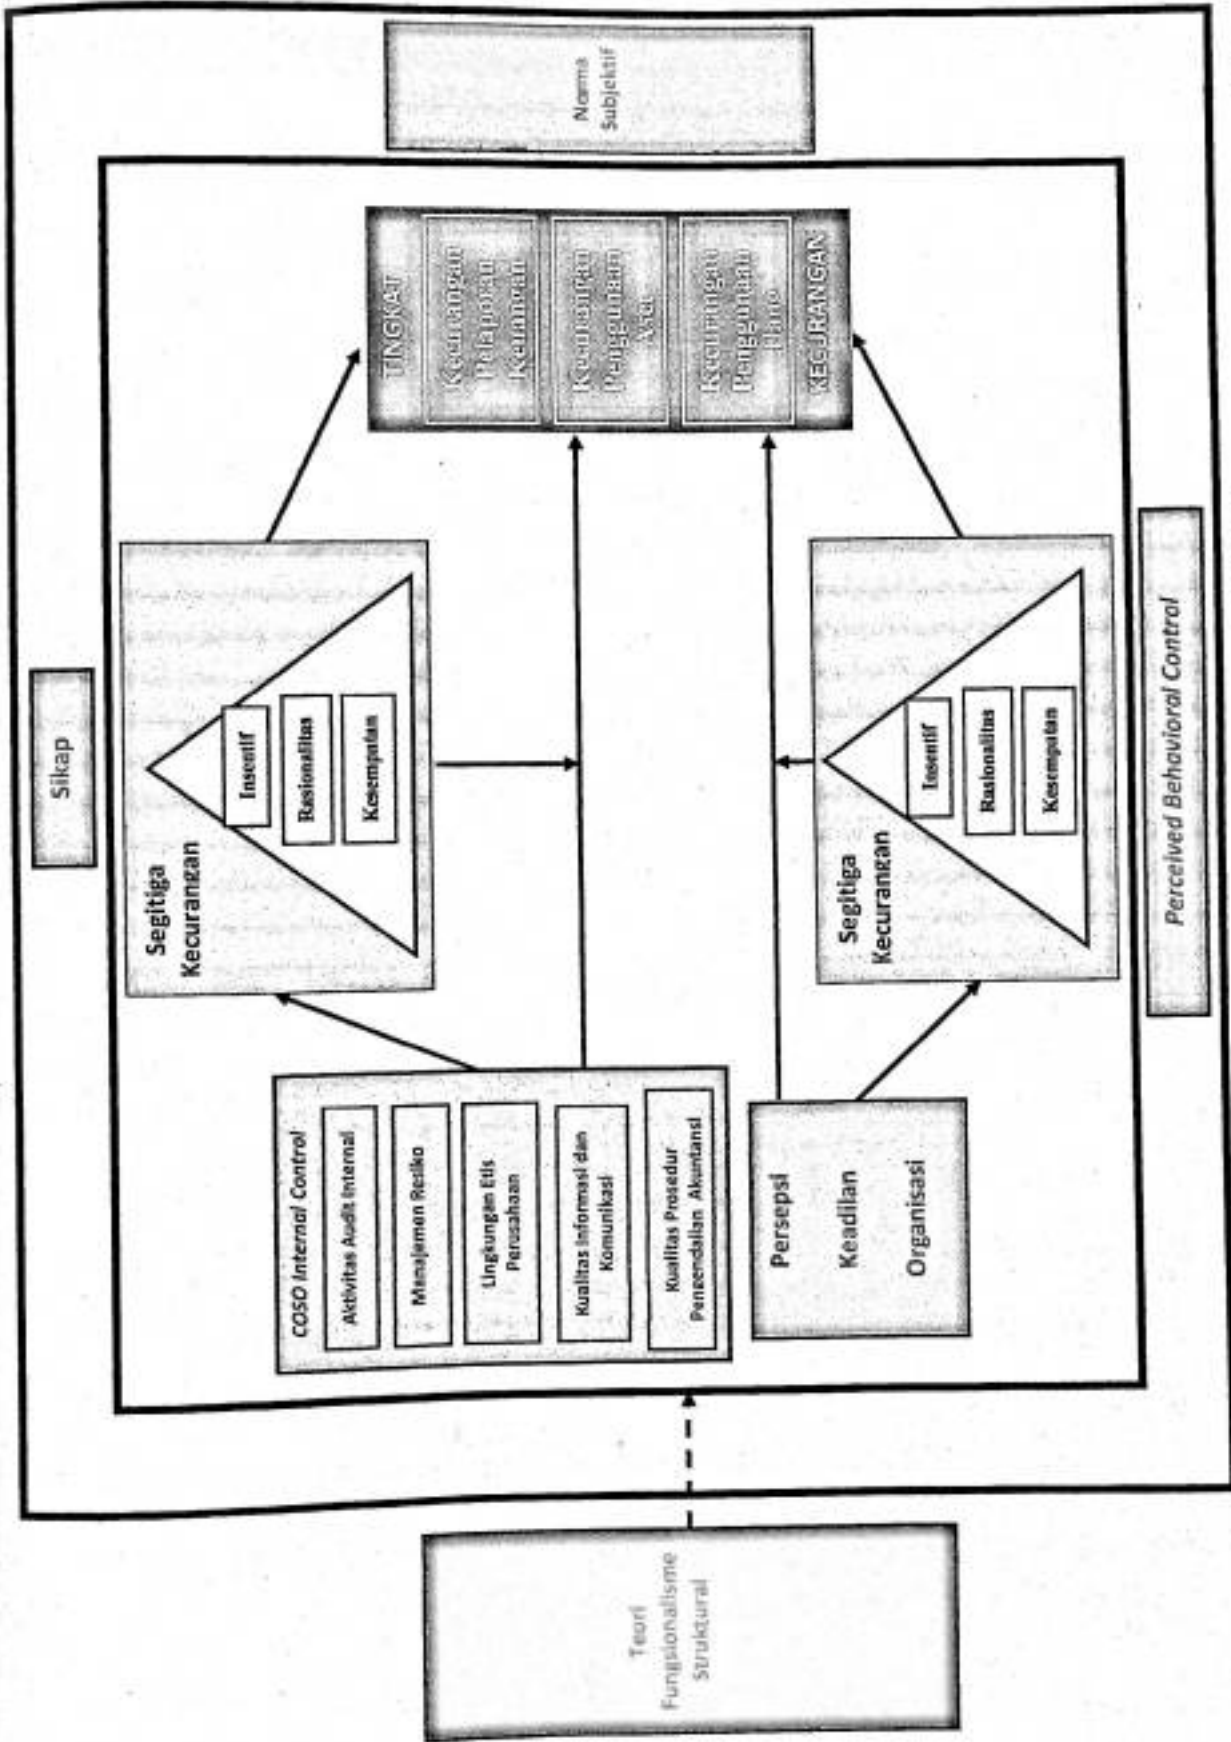 Sikap
Segitiga
Kecurangan
Insentif
Rasionalitas
Kesempatan
COSO Internal Control
Aktivitas Audit Internal
Manajemen Resiko
Lingkungan Etis
Perusahaan
Kualitas Informasi dan
Komunikasi
Kualitas Prosedur
Pengendalian Akuntansi
Persepsi
Keadilan
Organisasi
Segitiga
Kecurangan
Insentif
Rasionalitas
Kesempatan
TINGKAT
Kecurangan
Pelaporan
Keuangan
Kecurangan
Penggunaan
Aset
Kecurungan
Penggunaan
KECURANGAN
Norma
Subjektif
Perceived Behavioral Control
Teori
Fungsionalisme
Struktural